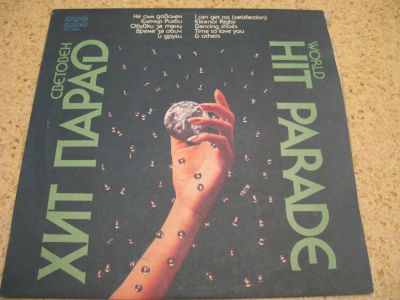 Не съм доволен
Елеонор Ригби
Обувки за танц
Време за обич
и други
I can get no (satisfaction)
Eleanor Rigby
Dancing shoes
Time to love you
& others
СВЕТОВЕН
ХИТ ПАРАД
WORLD
HIT PARADE